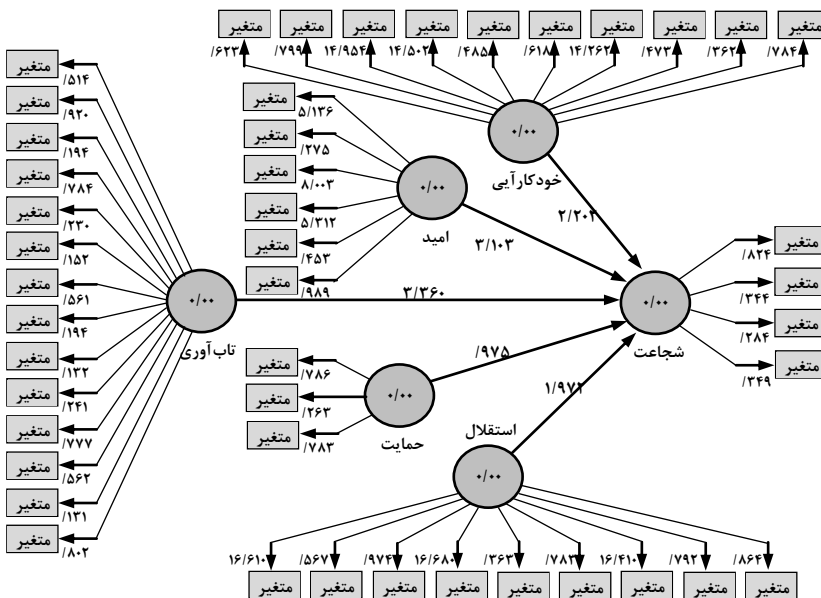 متغیر متغیر متغیر متغیر متغیر متغیر متغیر متغیر متغیر متغیر
/۶۲۳ /۷۹۹ ۱۴/۹۵۴ ۱۴/۵۰۲ /۴۸۵ /۶۱۸ ۱۴/۲۶۲ /۴۷۳ /۳۶۲ /۷۸۴
۰/۰۰
خودکارآیی
۲/۲۰۴
متغیر
۵/۱۳۶
متغیر
/۲۷۵
متغیر
۸/۰۰۳
متغیر
۵/۳۱۲
متغیر
/۴۵۳
متغیر
/۹۸۹
۰/۰۰
امید
۳/۱۰۳
متغیر
/۵۱۴
متغیر
/۹۲۰
متغیر
/۱۹۴
متغیر
/۷۸۴
متغیر
/۲۳۰
متغیر
/۱۵۲
متغیر
/۵۶۱
متغیر
/۱۹۴
متغیر
/۱۳۲
متغیر
/۲۴۱
متغیر
/۷۷۷
متغیر
/۵۶۲
متغیر
/۱۳۱
متغیر
/۸۰۲
۰/۰۰
تاب‌آوری
۳/۳۶۰
۰/۰۰
شجاعت
متغیر
/۸۲۴
متغیر
/۳۴۴
متغیر
/۲۸۴
متغیر
/۳۴۹
متغیر
/۷۸۶
متغیر
/۲۶۳
متغیر
/۷۸۳
۰/۰۰
حمایت
/۹۷۵
استقلال
۰/۰۰
۱/۹۷۲
۱۶/۶۱۰ /۵۶۷ /۹۷۴ ۱۶/۶۸۰ /۳۶۳ /۷۸۳ ۱۶/۴۱۰ /۷۹۲ /۸۶۴
متغیر متغیر متغیر متغیر متغیر متغیر متغیر متغیر